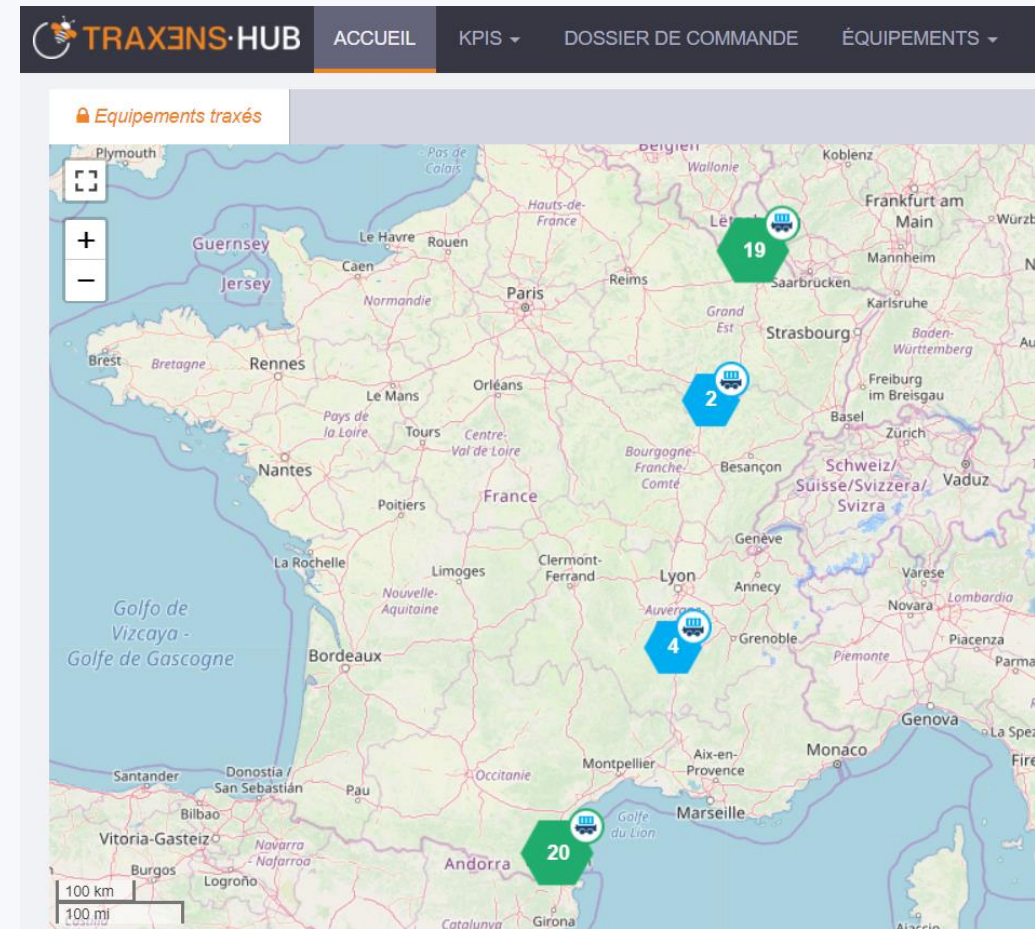 TRAXENS·HUB
ACCUEIL
KPIS
DOSSIER DE COMMANDE
ÉQUIPEMENTS
Equipements traxés
Plymouth
Pas de
Calais
Wallonie
Koblenz
Frankfurt am
Main
Hauts-de-
France
Guernsey
Le Havre
Rouen
19
Mannheim
Jersey
Caen
Reims
Saarbrücken
Normandie
Paris
Karlsruhe
Grand
Est
Strasbourg
Baden-
Württemberg
Brest
Bretagne
Rennes
Freiburg
im Breisgau
Le Mans
Orléans
2
Basel
Pays de
la Loire
Tours
Centre-
Val de Loire
Zürich
Bourgogne-
Franche-
Comté
Nantes
Besançon
Schweiz/
Suisse/Svizzera/
Svizra
Vaduz
Poitiers
France
Genève
La Rochelle
Limoges
Clermont-
Ferrand
Lyon
Annecy
Varese
Nouvelle-
Aquitaine
Novara
Lombardia
Golfo de
Vizcaya -
Golfe de Gascogne
4
Grenoble
Piacenza
Bordeaux
Piemonte
Parma
Genova
Montpellier
Aix-en-
Provence
Monaco
Santander
Donostia /
San Sebastián
Pau
Occitanie
Bilbao
Golfe
du Lion
Marseille
Vitoria-Gasteiz
Navarra
- Nafarroa
20
Andorra
Burgos
Logroño
100 km
100 mi
Catalunya
Girona